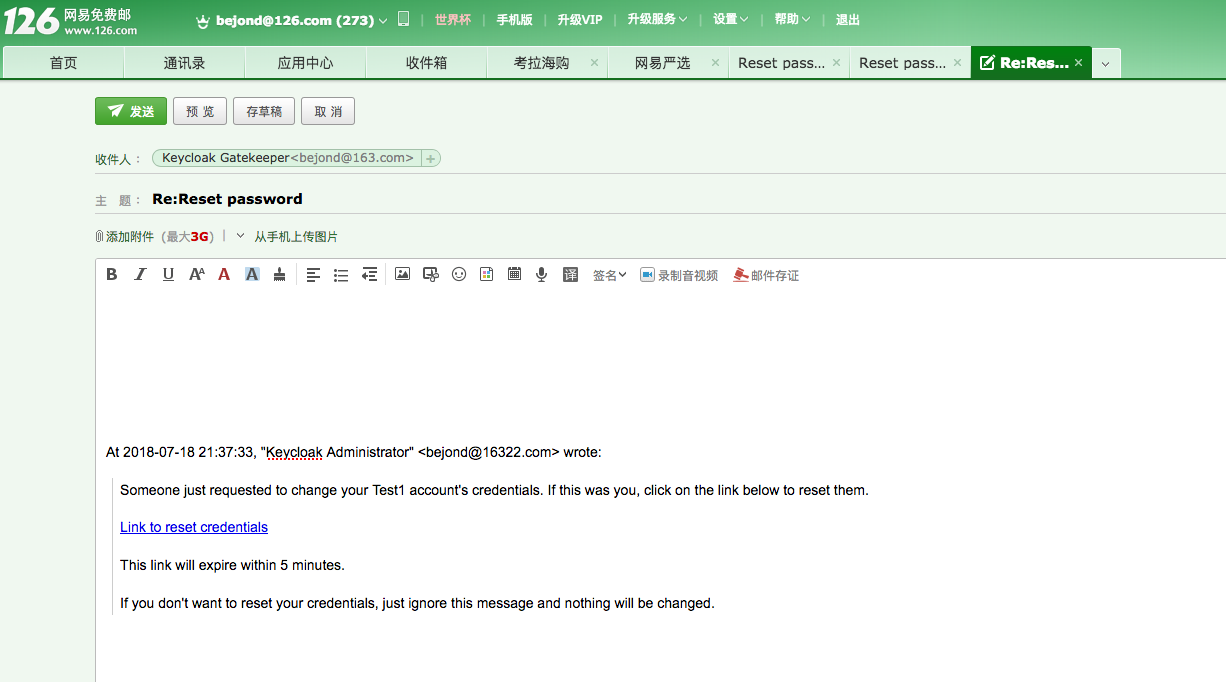 126 网易免费邮
www.126.com
bejond@126.com (273) | 世界杯 | 手机版 | 升级VIP | 升级服务 | 设置 | 帮助 | 退出
首页 通讯录 应用中心 收件箱 考拉海购 × 网易严选 × Reset pass... × Reset pass... × Re:Res... ×
发送 预 览 存草稿 取 消
收件人： Keycloak Gatekeeper<bejond@163.com> +
主 题： Re:Reset password
添加附件 (最大3G) | 从手机上传图片
B I U AA A A 译 签名 录制音视频 邮件存证
At 2018-07-18 21:37:33, "Keycloak Administrator" <bejond@16322.com> wrote:
Someone just requested to change your Test1 account's credentials. If this was you, click on the link below to reset them.
Link to reset credentials
This link will expire within 5 minutes.
If you don't want to reset your credentials, just ignore this message and nothing will be changed.